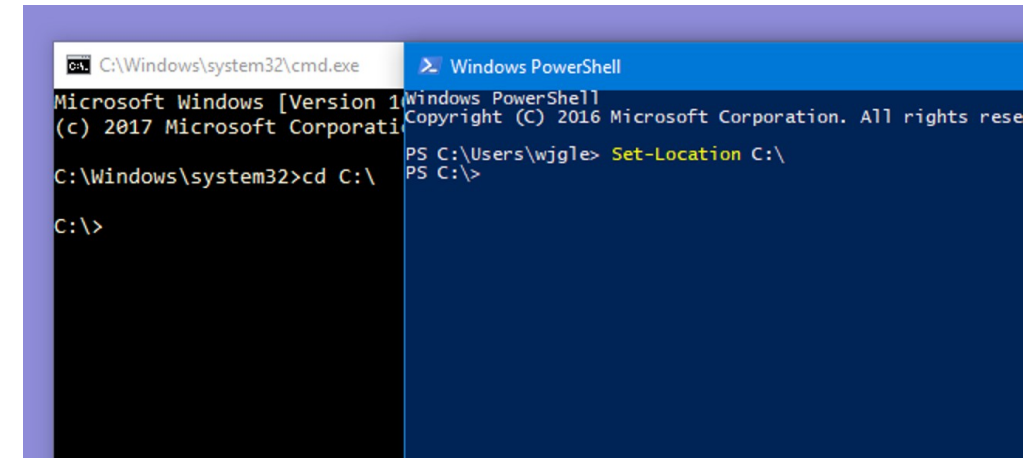 C:\Windows\system32\cmd.exe
Microsoft Windows [Version 1
(c) 2017 Microsoft Corporati
C:\Windows\system32>cd C:\
C:\>
Windows PowerShell
Windows PowerShell
Copyright (C) 2016 Microsoft Corporation. All rights rese
PS C:\Users\wjgle> Set-Location C:\
PS C:\>